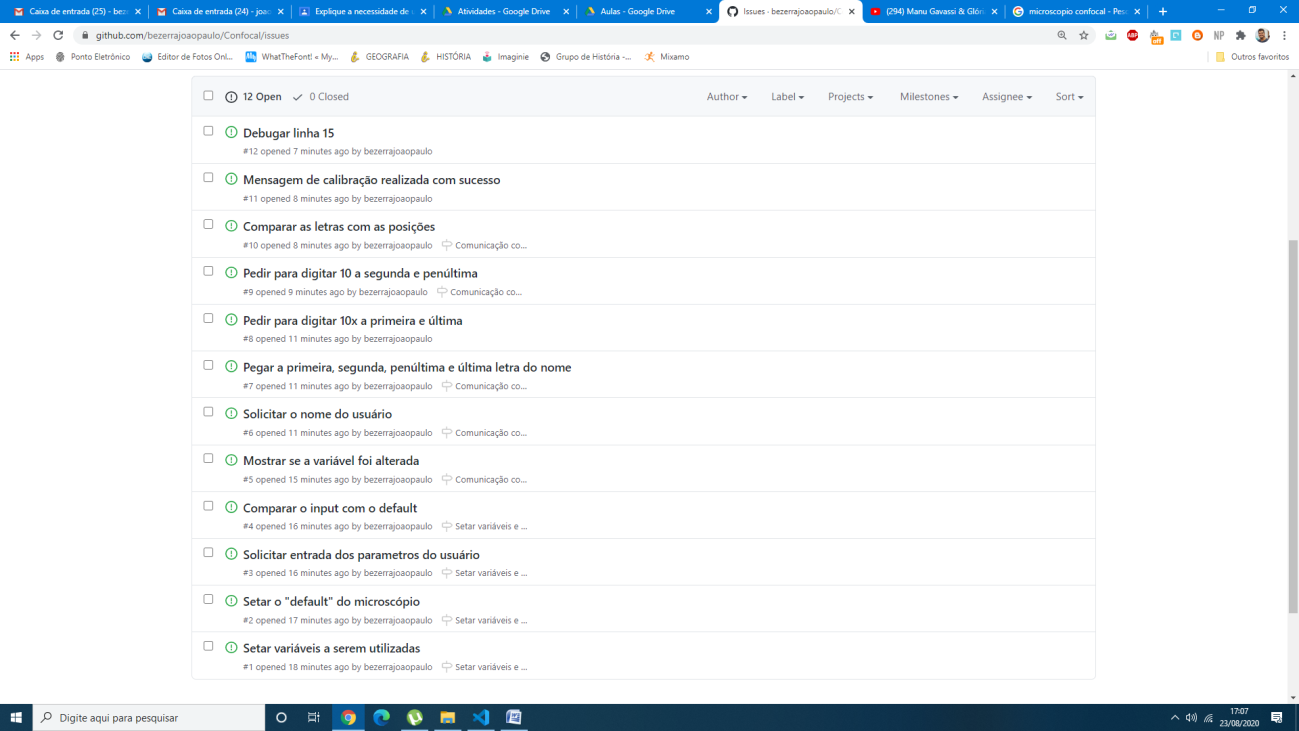 Caixa de entrada (25) - beze
Caixa de entrada (24) - joac
Explique a necessidade de u
Atividades - Google Drive
Aulas - Google Drive
Issues · bezerrajoaopaulo/C
(294) Manu Gavassi & Glór
microscopio confocal - Pesc
github.com/bezerrajoaopaulo/Confocal/issues
ABP
off
NP
Apps
Ponto Eletrônico
Editor de Fotos Onl...
WhatTheFont! « My...
GEOGRAFIA
HISTÓRIA
Imaginie
Grupo de História -...
Mixamo
Outros favoritos
12 Open
0 Closed
Author
Label
Projects
Milestones
Assignee
Sort
Debugar linha 15
#12 opened 7 minutes ago by bezerrajoaopaulo
Mensagem de calibração realizada com sucesso
#11 opened 8 minutes ago by bezerrajoaopaulo
Comparar as letras com as posições
#10 opened 8 minutes ago by bezerrajoaopaulo Comunicação co...
Pedir para digitar 10 a segunda e penúltima
#9 opened 9 minutes ago by bezerrajoaopaulo Comunicação co...
Pedir para digitar 10x a primeira e última
#8 opened 11 minutes ago by bezerrajoaopaulo
Pegar a primeira, segunda, penúltima e última letra do nome
#7 opened 11 minutes ago by bezerrajoaopaulo Comunicação co...
Solicitar o nome do usuário
#6 opened 11 minutes ago by bezerrajoaopaulo Comunicação co...
Mostrar se a variável foi alterada
#5 opened 15 minutes ago by bezerrajoaopaulo Comunicação co...
Comparar o input com o default
#4 opened 16 minutes ago by bezerrajoaopaulo Setar variáveis e ...
Solicitar entrada dos parametros do usuário
#3 opened 16 minutes ago by bezerrajoaopaulo Setar variáveis e ...
Setar o "default" do microscópio
#2 opened 17 minutes ago by bezerrajoaopaulo Setar variáveis e ...
Setar variáveis a serem utilizadas
#1 opened 18 minutes ago by bezerrajoaopaulo Setar variáveis e ...
Digite aqui para pesquisar
17:07
23/08/2020